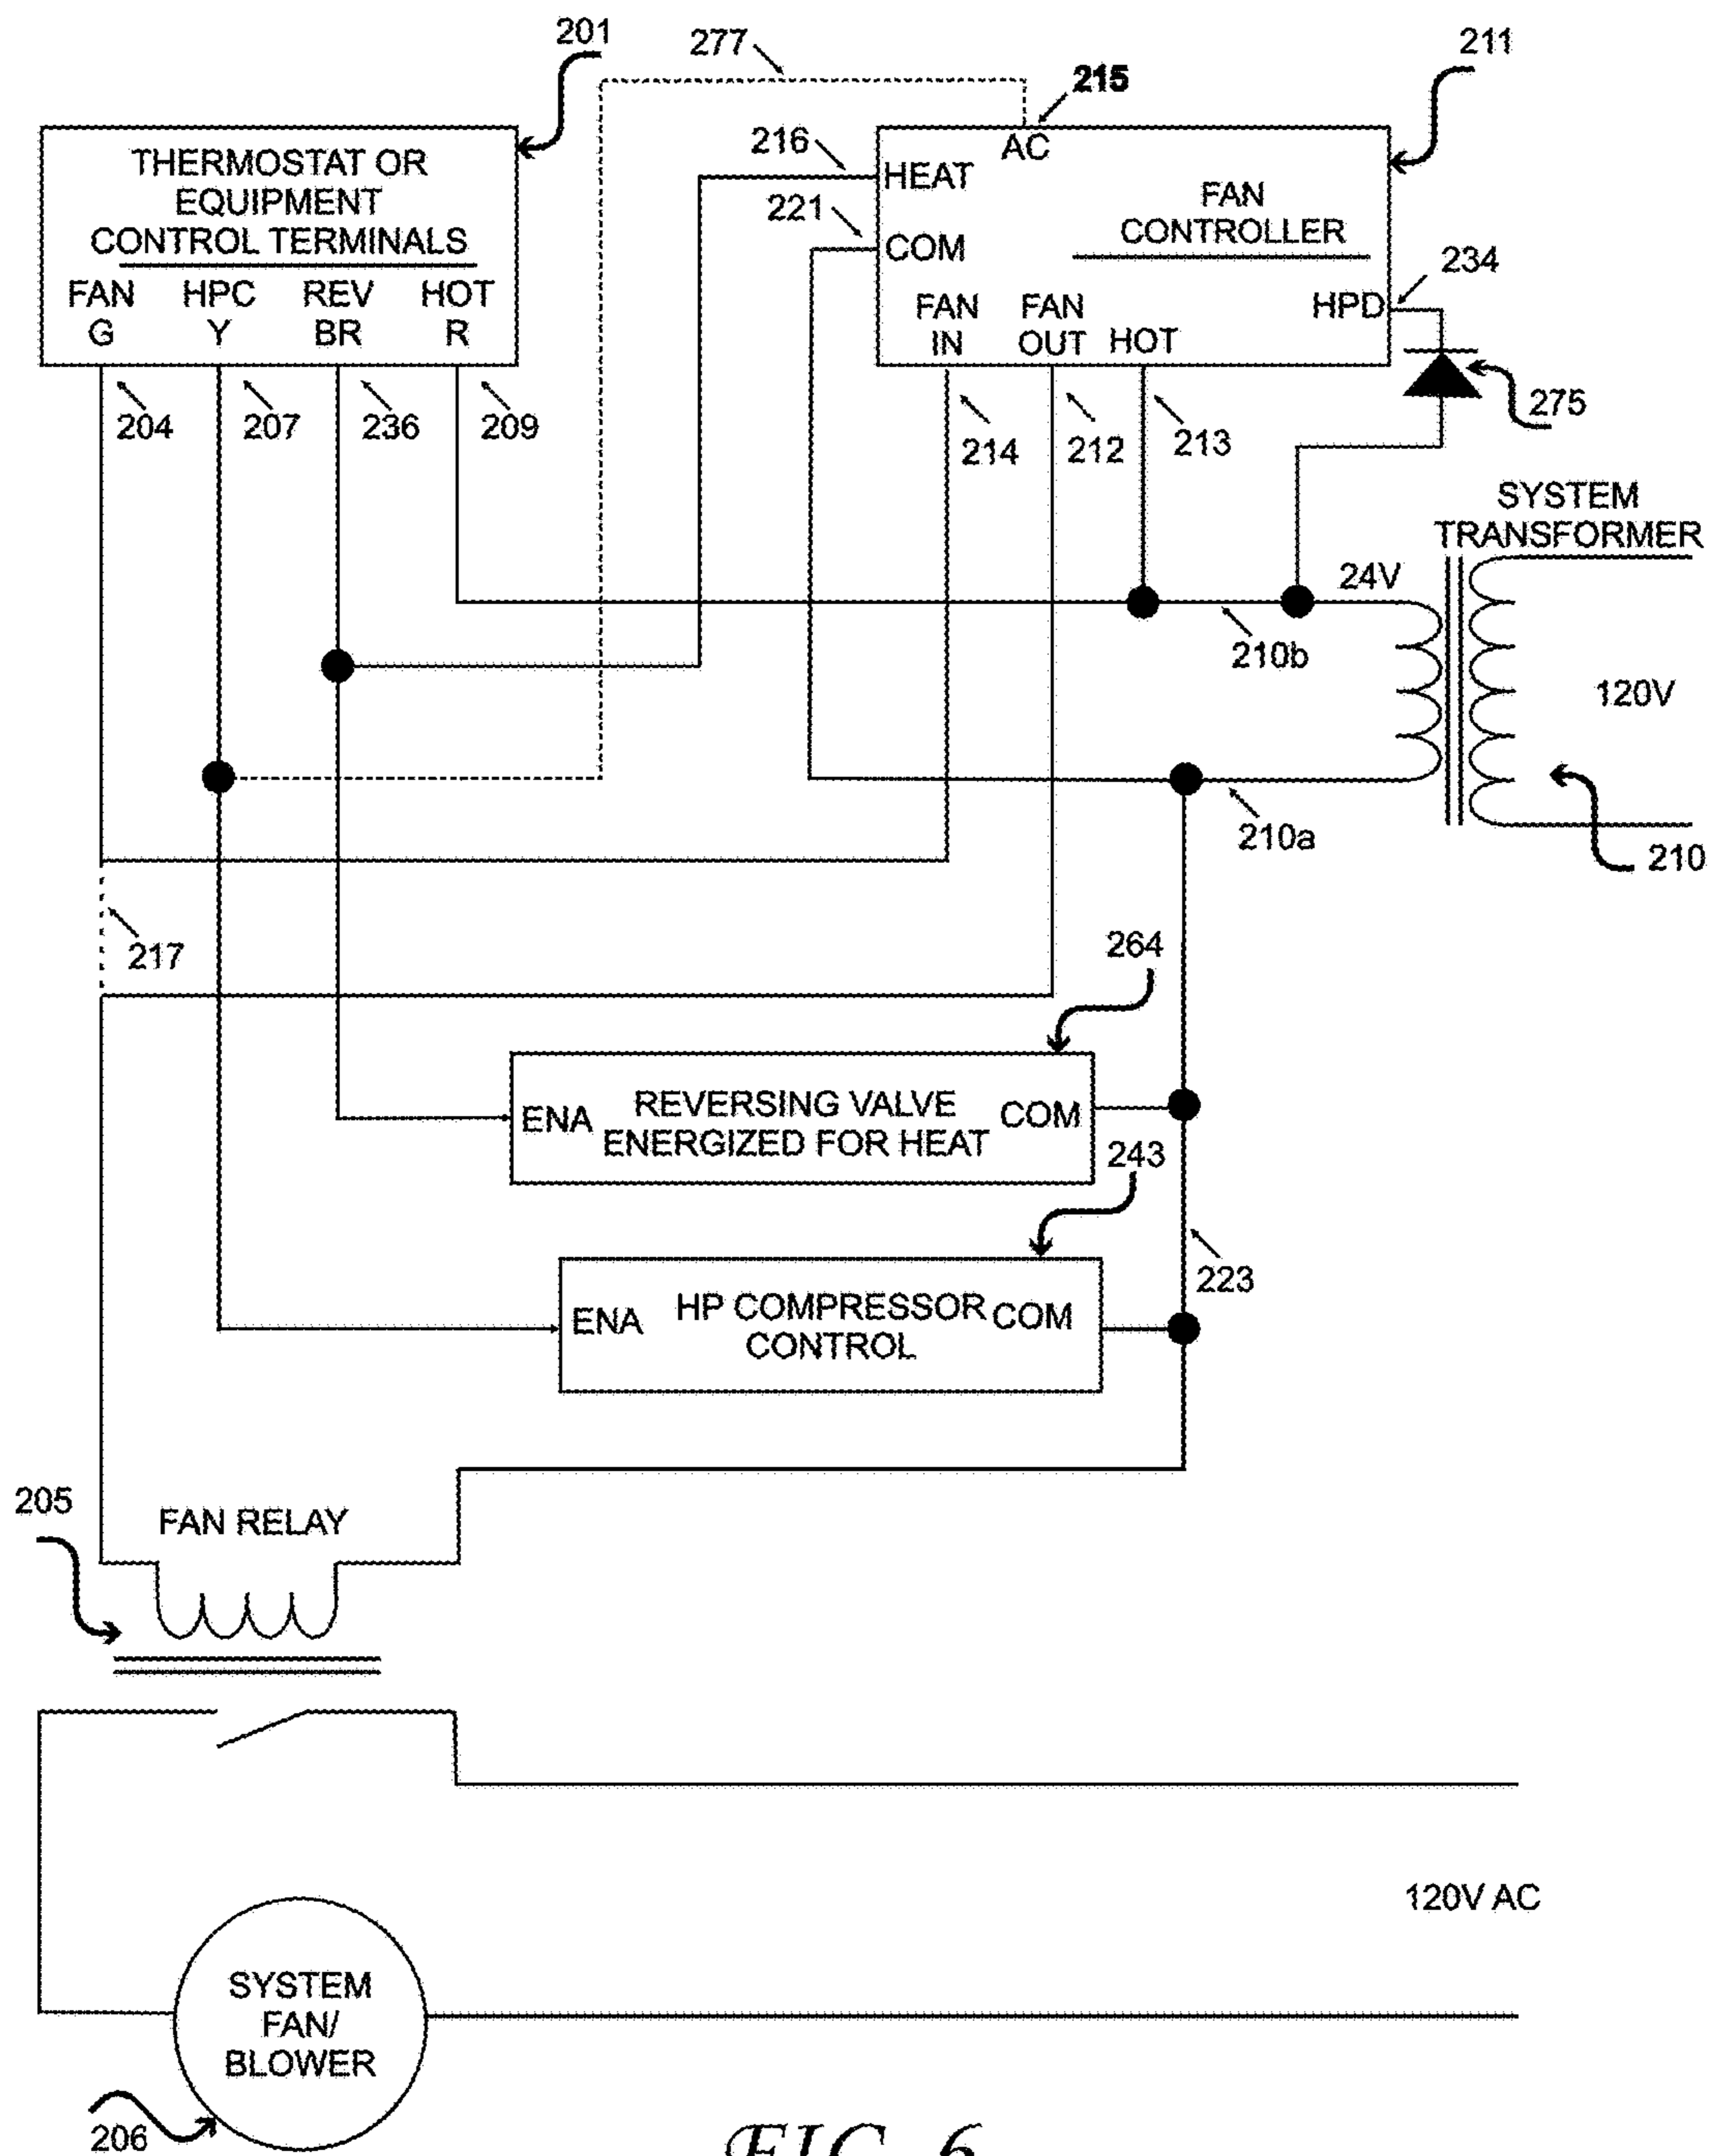 201
277
215
211
THERMOSTAT OR
EQUIPMENT
CONTROL TERMINALS
FAN HPC REV HOT
G Y BR R
216
221
HEAT
AC
COM
FAN
CONTROLLER
FAN
IN
FAN
OUT
HOT
HPD
234
204
207
236
209
214
212
213
275
SYSTEM
TRANSFORMER
24V
210b
120V
210a
210
217
264
ENA
REVERSING VALVE
ENERGIZED FOR HEAT
COM
243
223
ENA
HP COMPRESSOR
CONTROL
COM
205
FAN RELAY
120V AC
SYSTEM
FAN/
BLOWER
206
FIG. 6